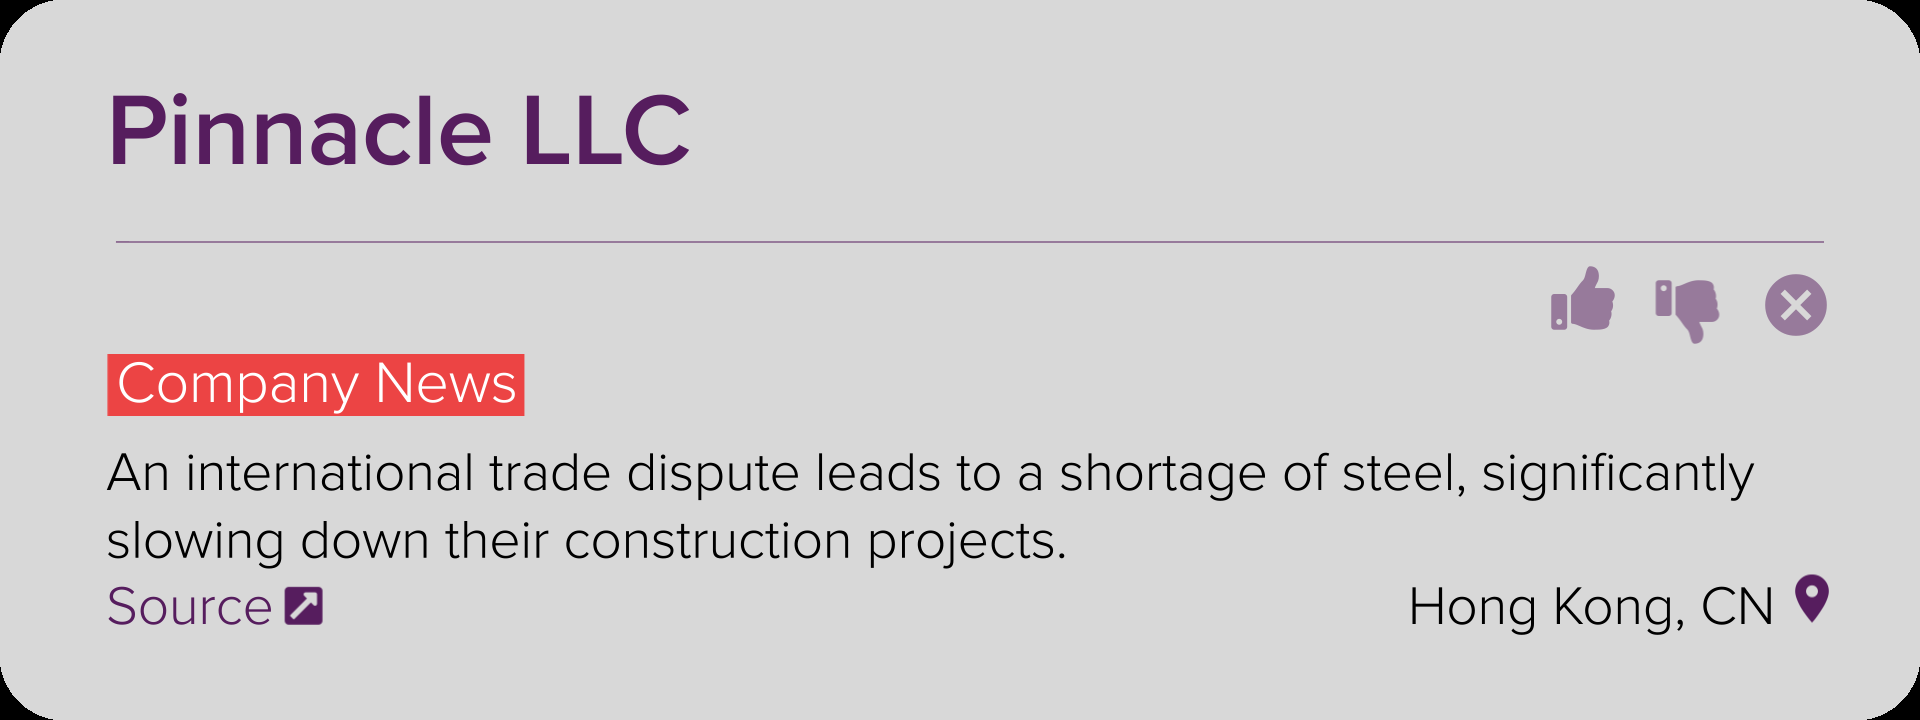 Pinnacle LLC
Company News
An international trade dispute leads to a shortage of steel, significantly
slowing down their construction projects.
Source
Hong Kong, CN